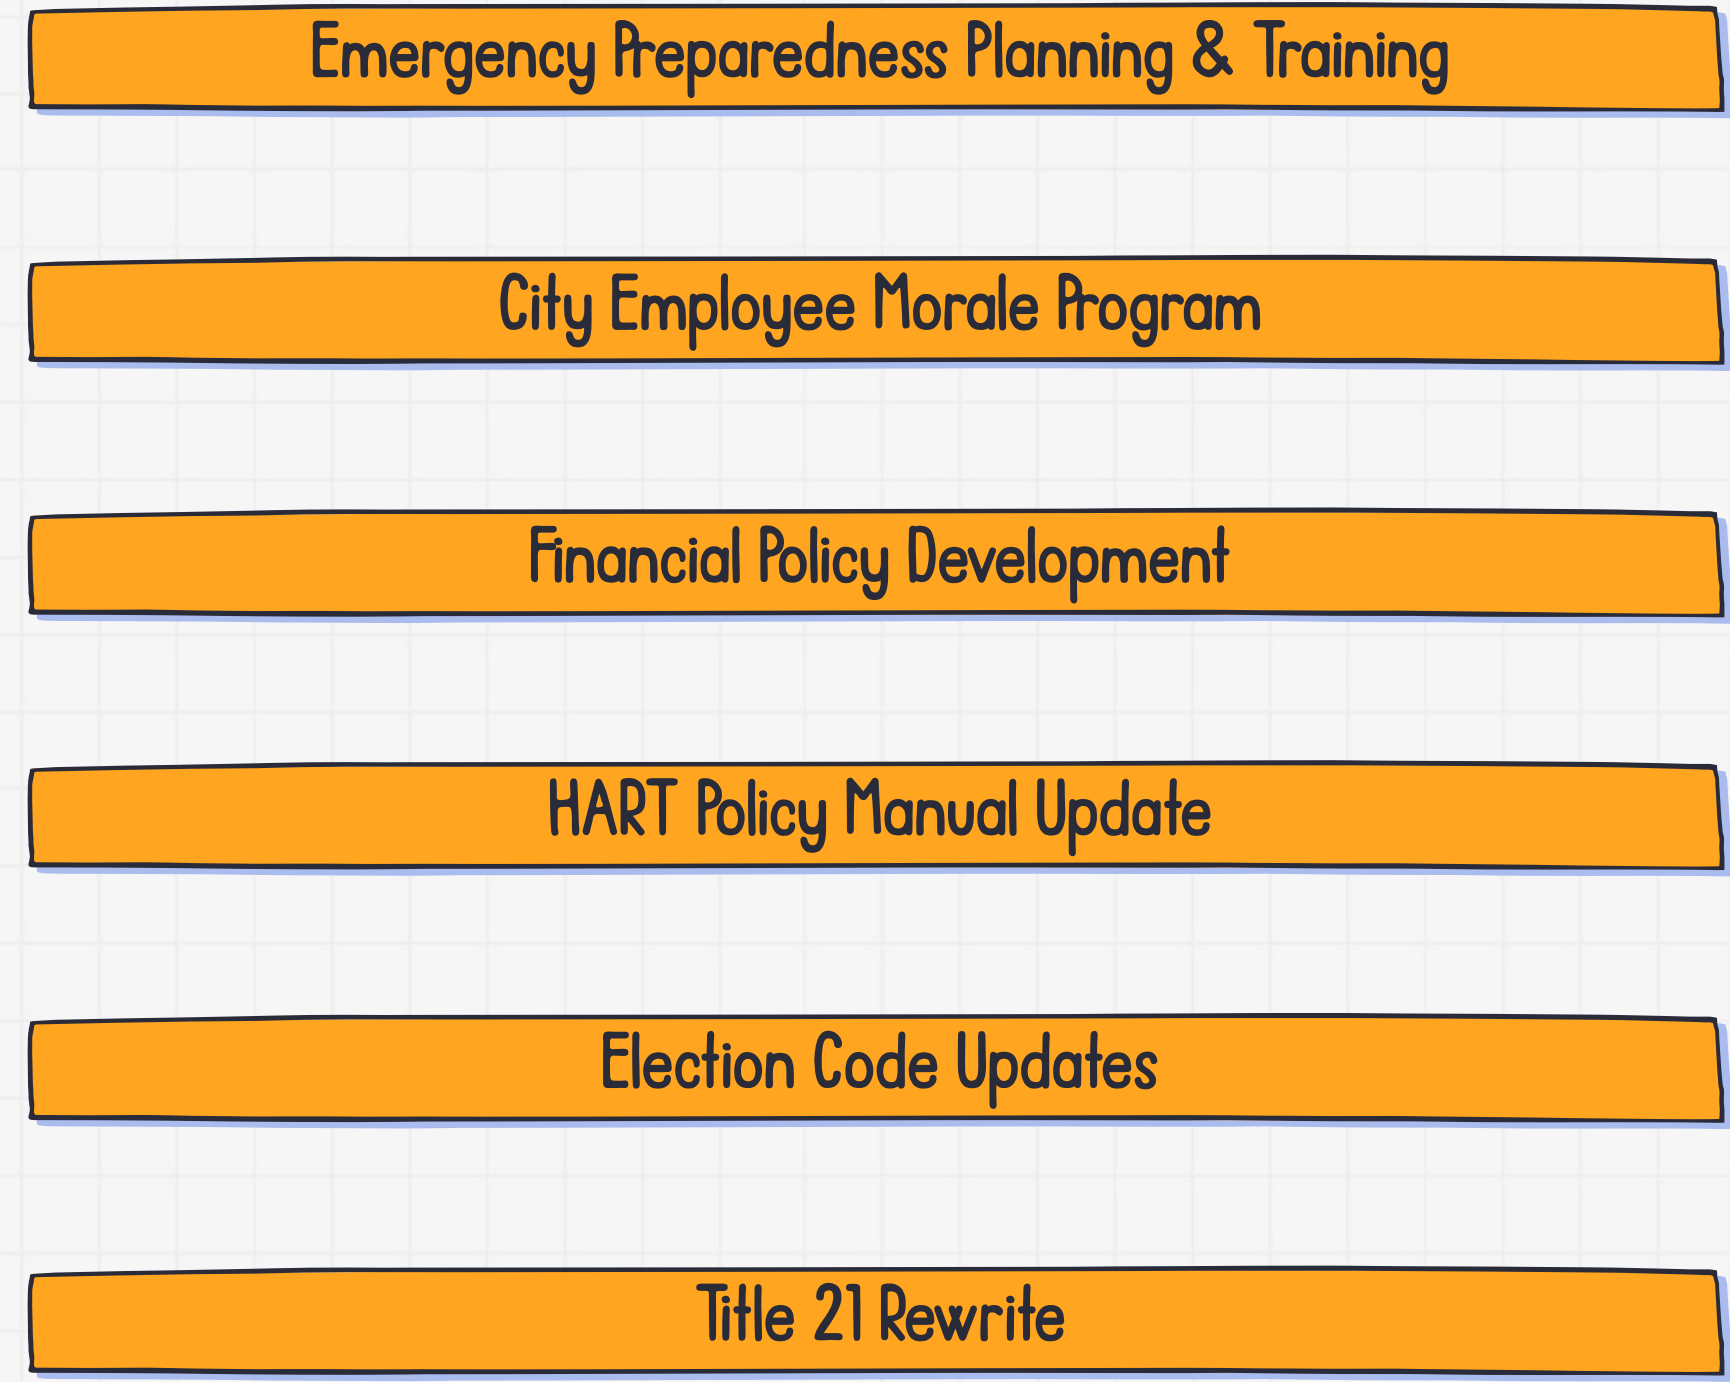 Emergency Preparedness Planning & Training
City Employee Morale Program
Financial Policy Development
HART Policy Manual Update
Election Code Updates
Title 21 Rewrite